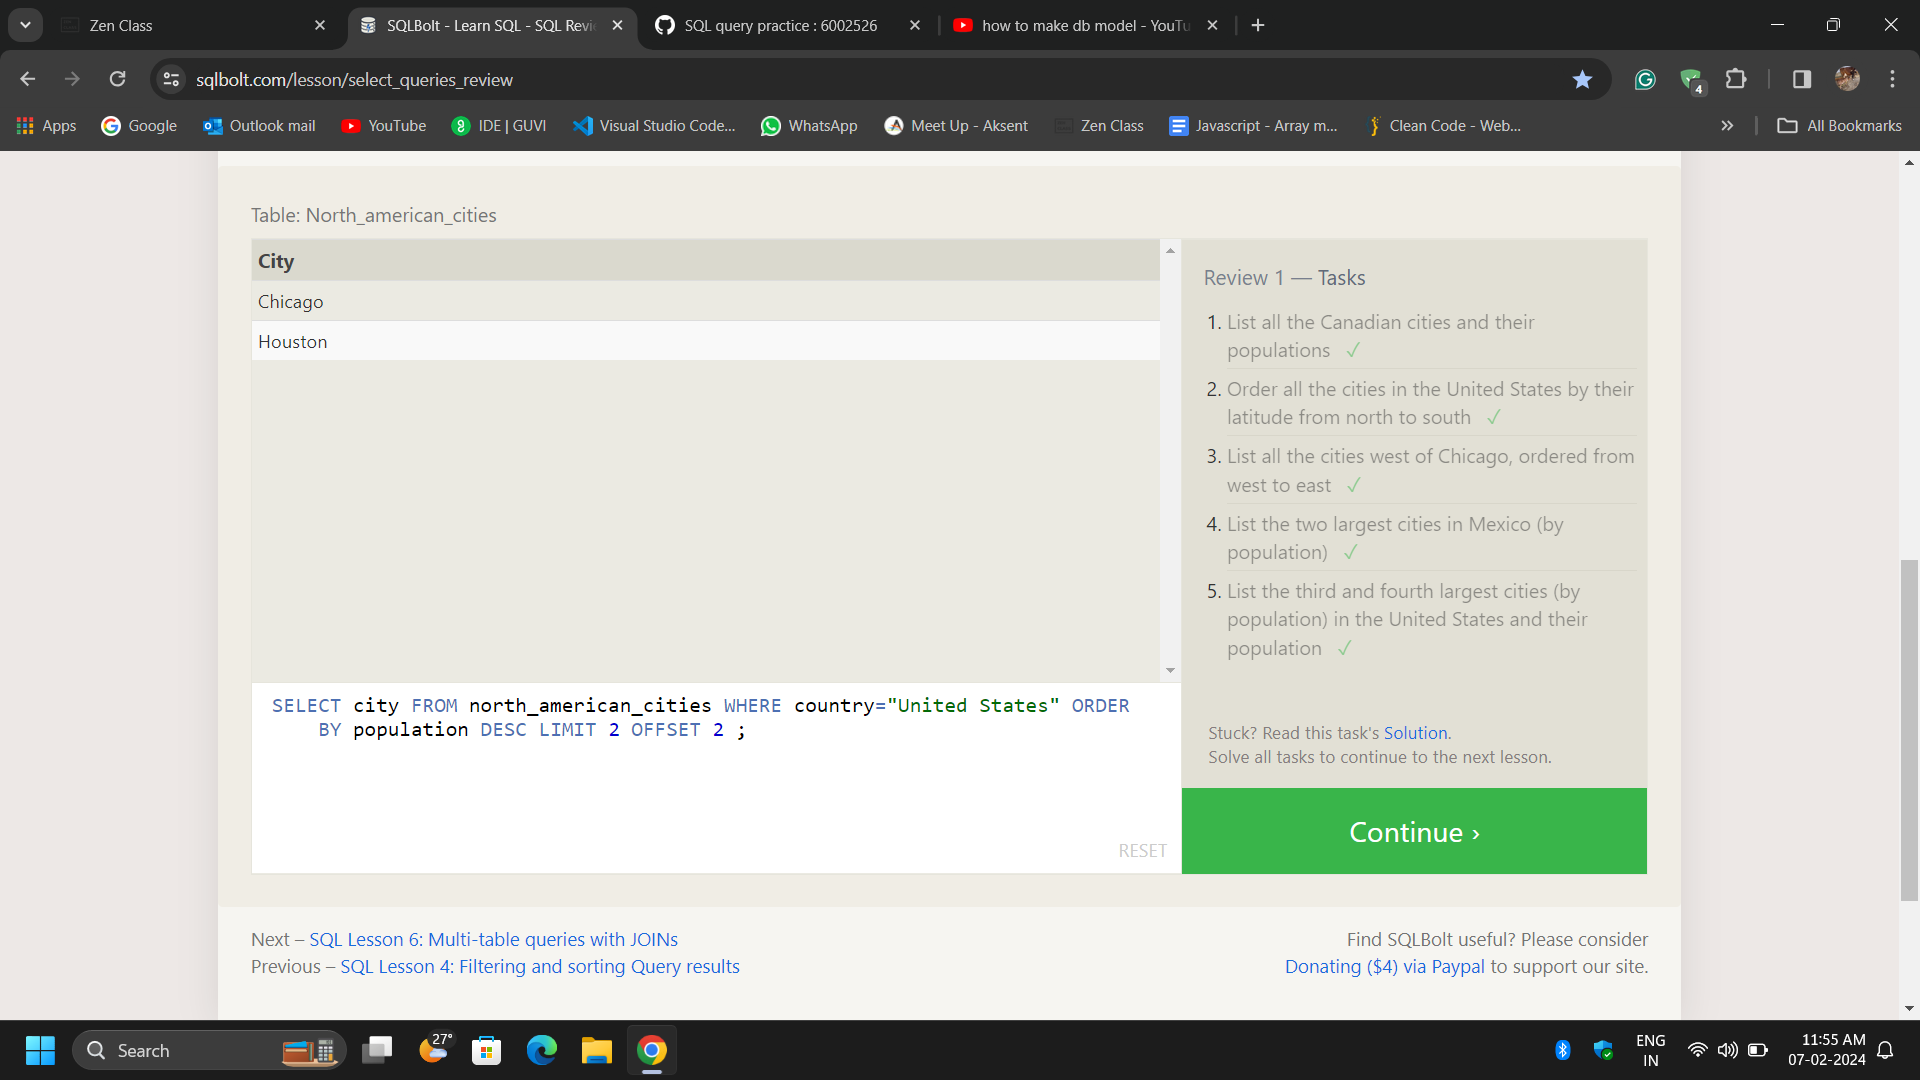 Zen Class
SQLBolt - Learn SQL - SQL Revie
SQL query practice : 6002526
how to make db model - YouTu
sqlbolt.com/lesson/select_queries_review
4
Apps
Google
Outlook mail
YouTube
IDE | GUVI
Visual Studio Code...
WhatsApp
Meet Up - Aksent
Zen Class
Javascript - Array m...
Clean Code - Web...
»
All Bookmarks
Table: North_american_cities
City
Chicago
Houston
SELECT city FROM north_american_cities WHERE country="United States" ORDER
BY population DESC LIMIT 2 OFFSET 2 ;
RESET
Review 1 — Tasks
1. List all the Canadian cities and their
populations ✓
2. Order all the cities in the United States by their
latitude from north to south ✓
3. List all the cities west of Chicago, ordered from
west to east ✓
4. List the two largest cities in Mexico (by
population) ✓
5. List the third and fourth largest cities (by
population) in the United States and their
population ✓
Stuck? Read this task's Solution.
Solve all tasks to continue to the next lesson.
Continue ›
Next – SQL Lesson 6: Multi-table queries with JOINs
Previous – SQL Lesson 4: Filtering and sorting Query results
Find SQLBolt useful? Please consider
Donating ($4) via Paypal to support our site.
Search
27°
ENG
IN
11:55 AM
07-02-2024